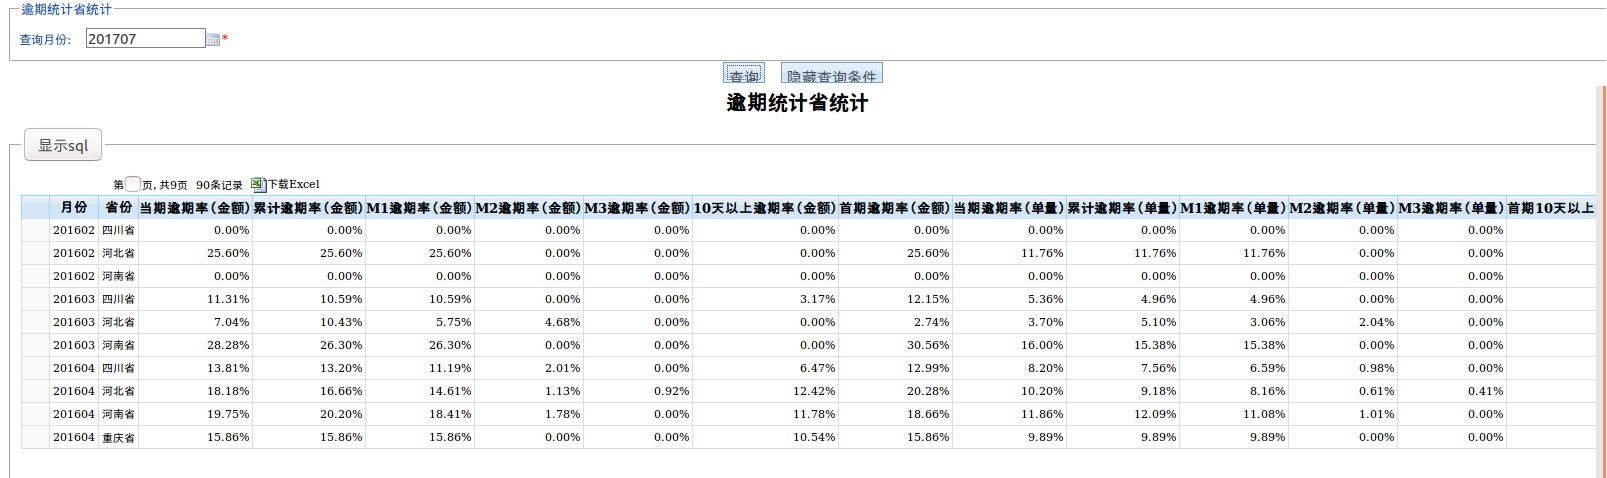 逾期统计省统计
查询月份: 201707 *
查询 隐藏查询条件
逾期统计省统计
显示sql
第 页, 共9页 90条记录 下载Excel
月份 省份 当期逾期率(金额) 累计逾期率(金额) M1逾期率(金额) M2逾期率(金额) M3逾期率(金额) 10天以上逾期率(金额) 首期逾期率(金额) 当期逾期率(单量) 累计逾期率(单量) M1逾期率(单量) M2逾期率(单量) M3逾期率(单量) 首期10天以上
201602 四川省 0.00% 0.00% 0.00% 0.00% 0.00% 0.00% 0.00% 0.00% 0.00% 0.00% 0.00% 0.00%
201602 河北省 25.60% 25.60% 25.60% 0.00% 0.00% 0.00% 25.60% 11.76% 11.76% 11.76% 0.00% 0.00%
201602 河南省 0.00% 0.00% 0.00% 0.00% 0.00% 0.00% 0.00% 0.00% 0.00% 0.00% 0.00% 0.00%
201603 四川省 11.31% 10.59% 10.59% 0.00% 0.00% 3.17% 12.15% 5.36% 4.96% 4.96% 0.00% 0.00%
201603 河北省 7.04% 10.43% 5.75% 4.68% 0.00% 0.00% 2.74% 3.70% 5.10% 3.06% 2.04% 0.00%
201603 河南省 28.28% 26.30% 26.30% 0.00% 0.00% 0.00% 30.56% 16.00% 15.38% 15.38% 0.00% 0.00%
201604 四川省 13.81% 13.20% 11.19% 2.01% 0.00% 6.47% 12.99% 8.20% 7.56% 6.59% 0.98% 0.00%
201604 河北省 18.18% 16.66% 14.61% 1.13% 0.92% 12.42% 20.28% 10.20% 9.18% 8.16% 0.61% 0.41%
201604 河南省 19.75% 20.20% 18.41% 1.78% 0.00% 11.78% 18.66% 11.86% 12.09% 11.08% 1.01% 0.00%
201604 重庆省 15.86% 15.86% 15.86% 0.00% 0.00% 10.54% 15.86% 9.89% 9.89% 9.89% 0.00% 0.00%